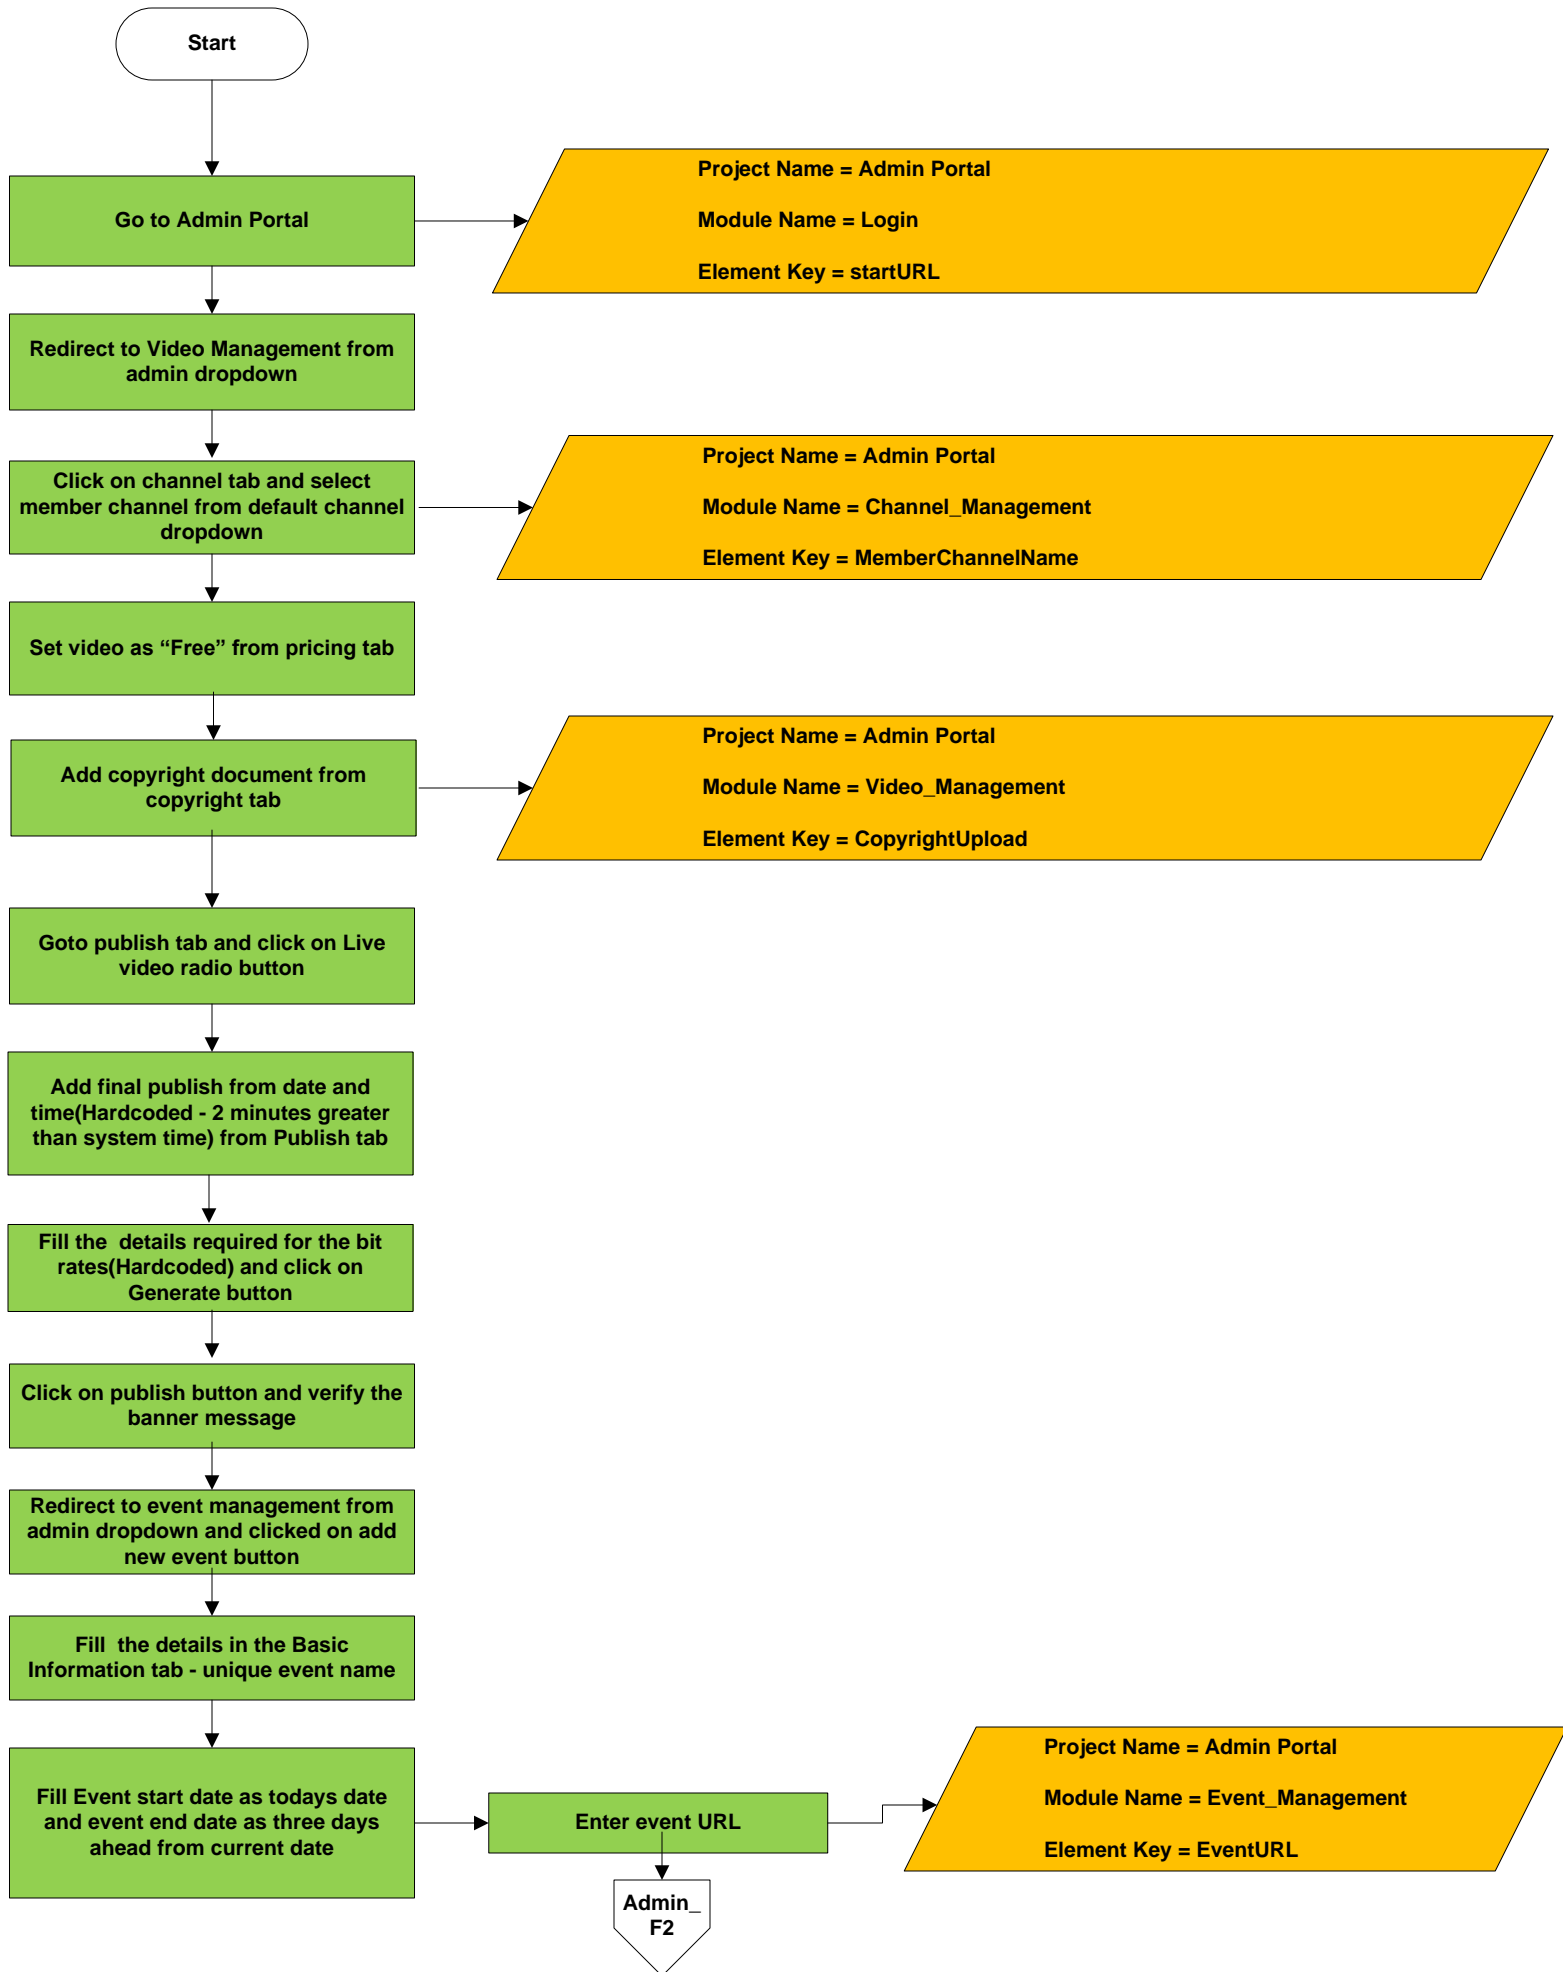 Start
Go to Admin Portal
Project Name = Admin Portal
Module Name = Login
Element Key = startURL
Redirect to Video Management from
admin dropdown
Click on channel tab and select
member channel from default channel
dropdown
Project Name = Admin Portal
Module Name = Channel_Management
Element Key = MemberChannelName
Set video as “Free” from pricing tab
Add copyright document from
copyright tab
Project Name = Admin Portal
Module Name = Video_Management
Element Key = CopyrightUpload
Goto publish tab and click on Live
video radio button
Add final publish from date and
time(Hardcoded - 2 minutes greater
than system time) from Publish tab
Fill the  details required for the bit
rates(Hardcoded) and click on
Generate button
Click on publish button and verify the
banner message
Redirect to event management from
admin dropdown and clicked on add
new event button
Fill  the details in the Basic
Information tab - unique event name
Fill Event start date as todays date
and event end date as three days
ahead from current date
Enter event URL
Project Name = Admin Portal
Module Name = Event_Management
Element Key = EventURL
Admin_
F2